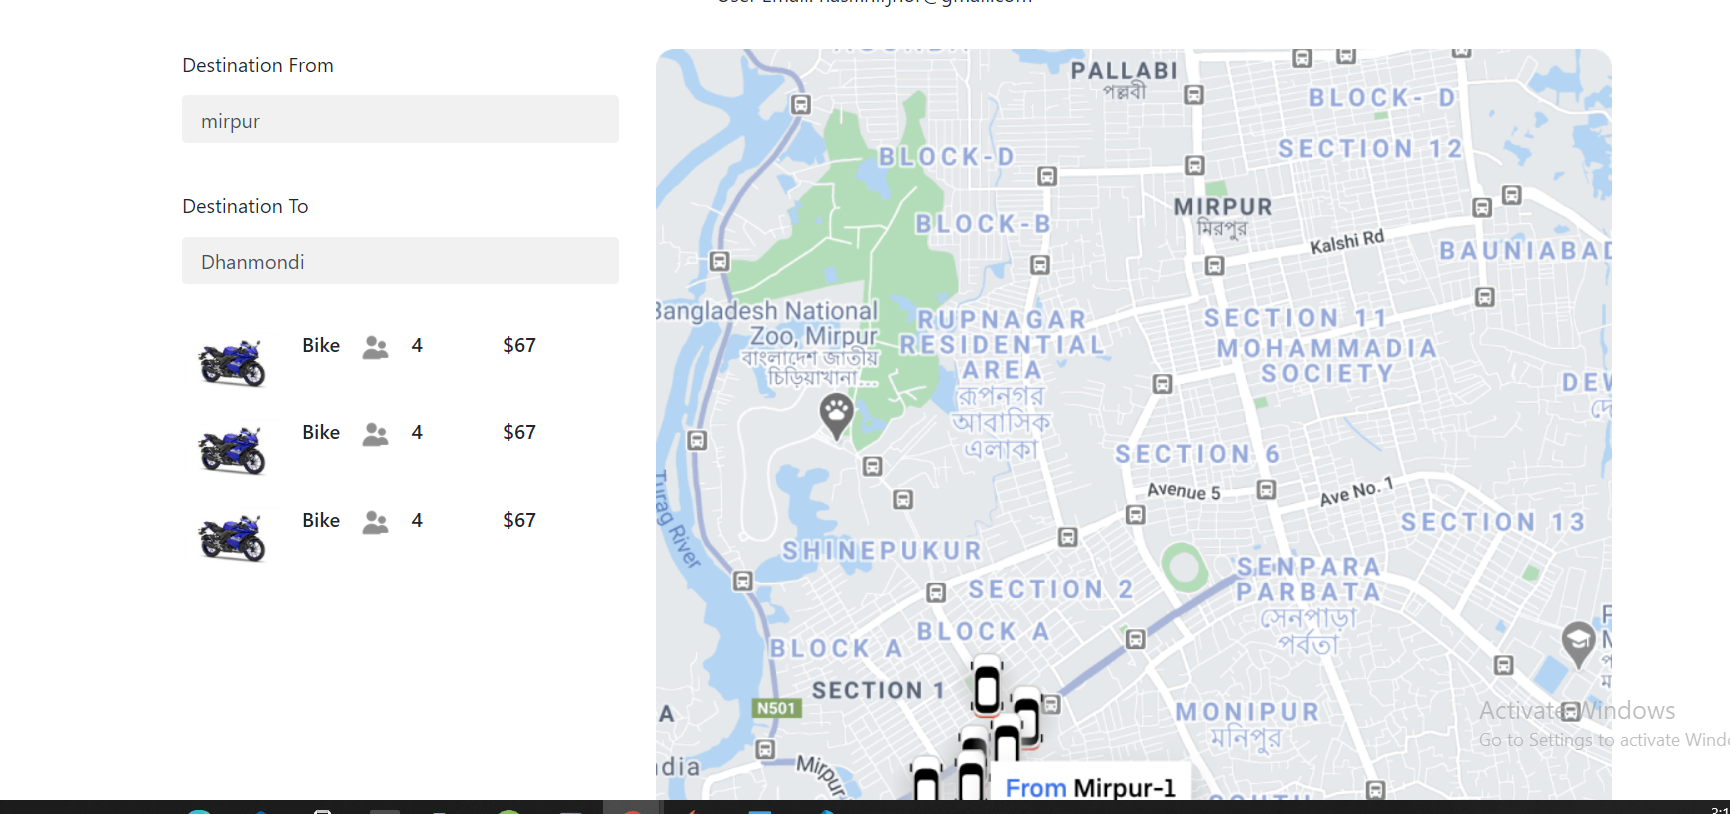 Destination From
mirpur
Destination To
Dhanmondi
Bike 4 $67
Bike 4 $67
Bike 4 $67
PALLABI
পল্লবী
BLOCK- D
SECTION 12
BLOCK-D
MIRPUR
মিরপুর
BLOCK-B
Kalshi Rd
BAUNIABAD
Bangladesh National
Zoo, Mirpur
বাংলাদেশ জাতীয়
চিড়িয়াখানা...
RUPNAGAR
RESIDENTIAL
AREA
রূপনগর
আবাসিক
এলাকা
SECTION 11
MOHAMMADIA
SOCIETY
SECTION 6
Avenue 5
Ave No. 1
SECTION 13
Turag River
SHINEPUKUR
SECTION 2
SENPARA
PARBATA
সেনপাড়া
পর্বতা
BLOCK A
BLOCK A
SECTION 1
N501
MONIPUR
মনিপুর
Mirpur
From Mirpur-1
Activate Windows
Go to Settings to activate Wind